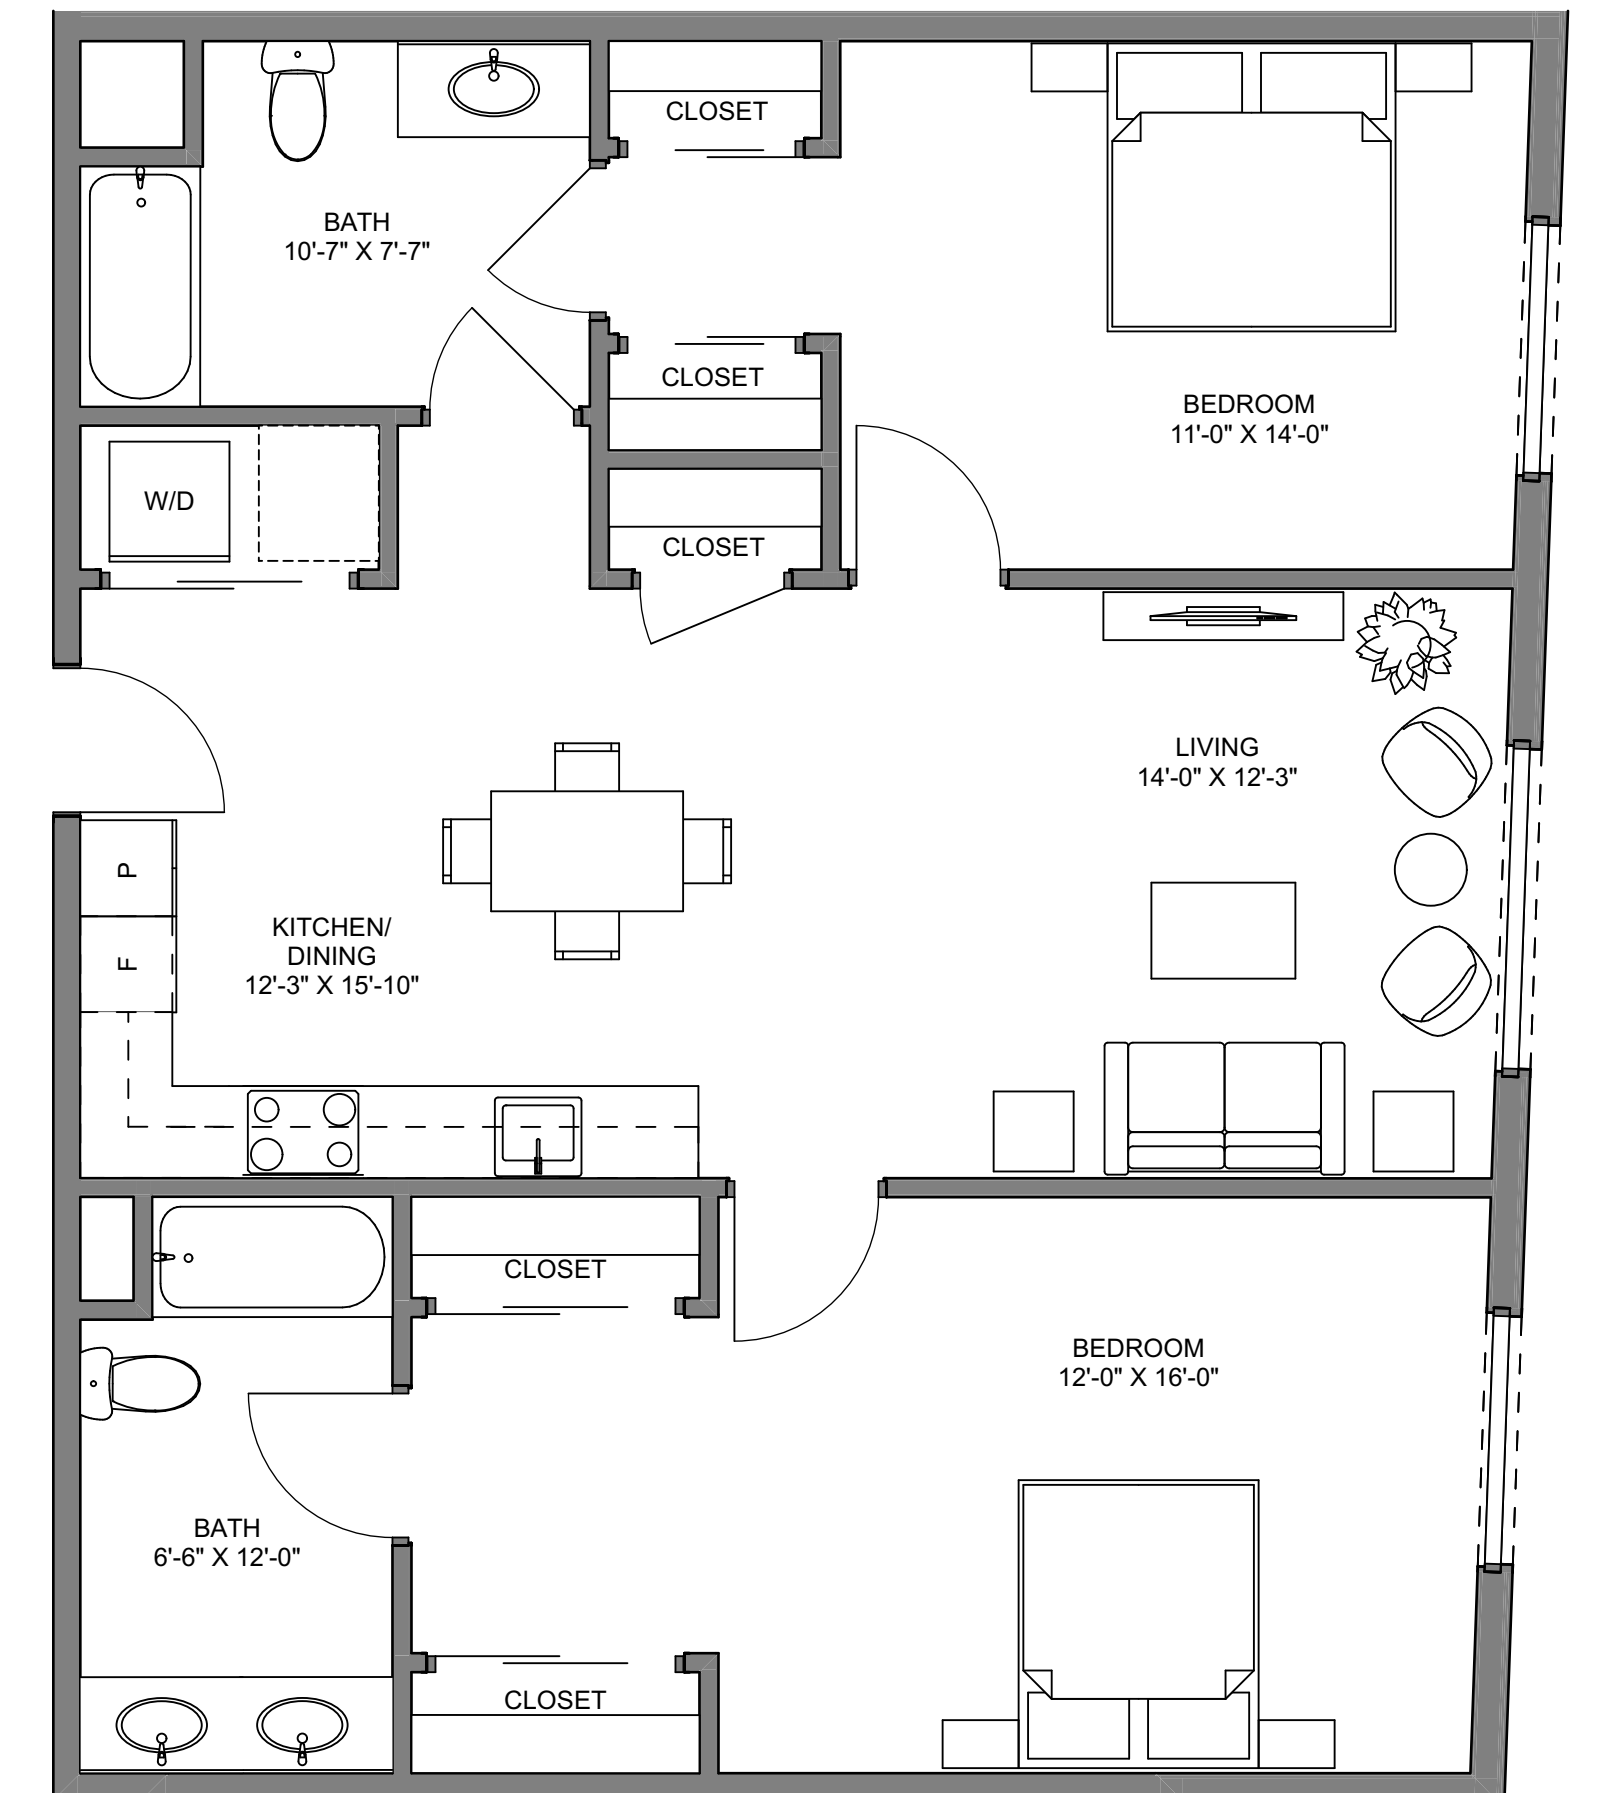 CLOSET
BATH
10'-7" X 7'-7"
CLOSET
BEDROOM
11'-0" X 14'-0"
W/D
CLOSET
LIVING
14'-0" X 12'-3"
P
F
KITCHEN/
DINING
12'-3" X 15'-10"
CLOSET
BEDROOM
12'-0" X 16'-0"
BATH
6'-6" X 12'-0"
CLOSET